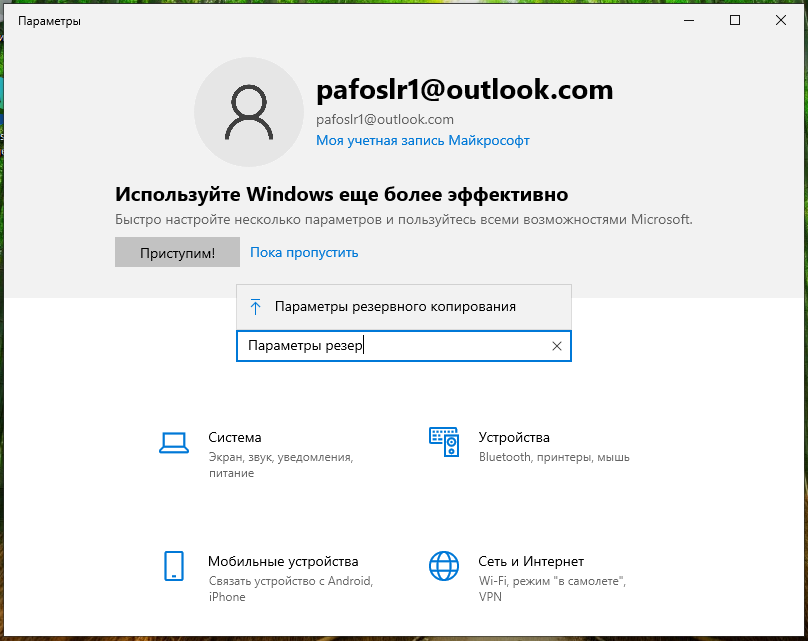 Параметры
pafoslr1@outlook.com
pafoslr1@outlook.com
Моя учетная запись Майкрософт
Используйте Windows еще более эффективно
Быстро настройте несколько параметров и пользуйтесь всеми возможностями Microsoft.
Приступим!
Пока пропустить
Параметры резервного копирования
Параметры резер
Система
Экран, звук, уведомления,
питание
Устройства
Bluetooth, принтеры, мышь
Мобильные устройства
Связать устройство с Android,
iPhone
Сеть и Интернет
Wi-Fi, режим "в самолете",
VPN